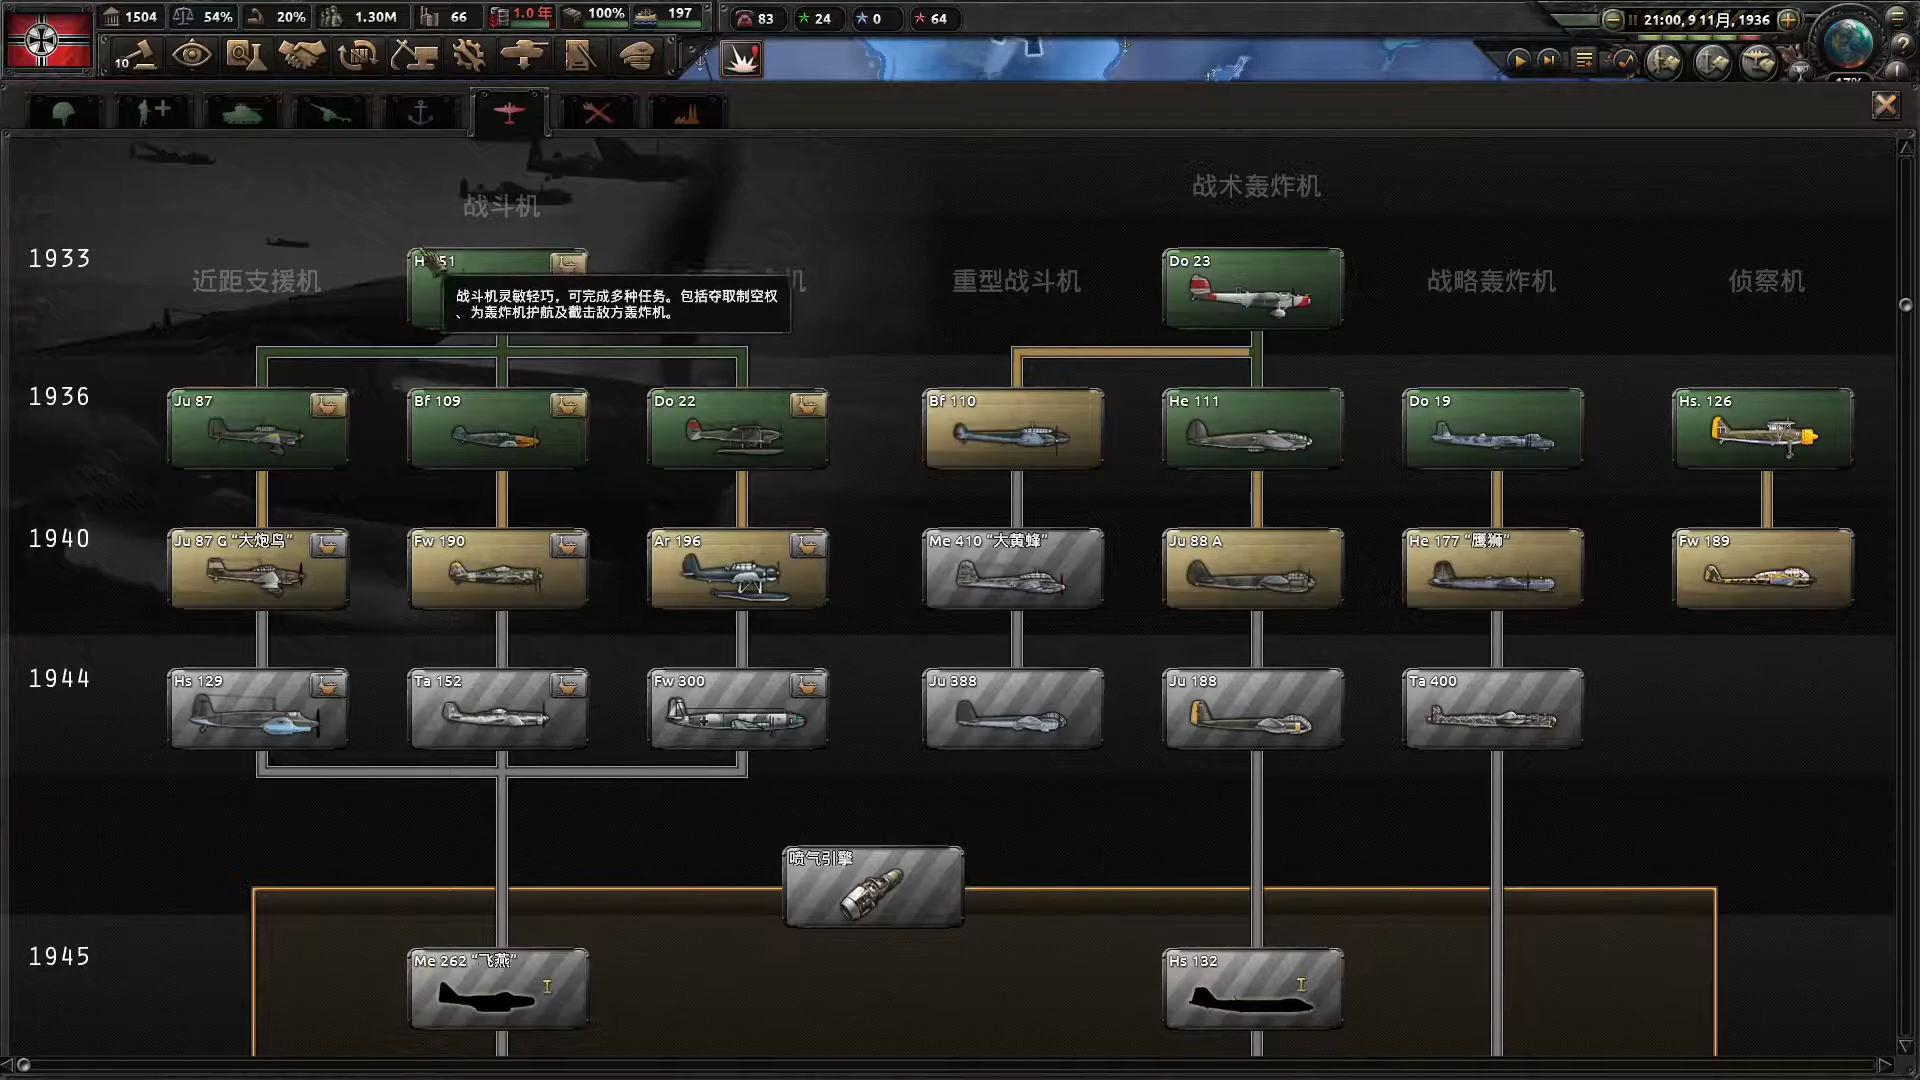 1504 54% 20% 1.30M 66 1.0 年 100% 197 83 24 0 64
21:00, 9 11月, 1936
10
17%
战术轰炸机
战斗机
1933
近距支援机
重型战斗机
战略轰炸机
侦察机
机
Do 23
战斗机灵敏轻巧，可完成多种任务。包括夺取制空权
、为轰炸机护航及截击敌方轰炸机。
1936
Ju 87
Bf 109
Do 22
Bf 110
He 111
Do 19
Hs. 126
1940
Ju 87 G “大炮鸟”
Fw 190
Ar 196
Me 410 “大黄蜂”
Ju 88 A
He 177 “鹰狮”
Fw 189
1944
Hs 129
Ta 152
Fw 300
Ju 388
Ju 188
Ta 400
喷气引擎
1945
Me 262 “飞燕”
I
Hs 132
I